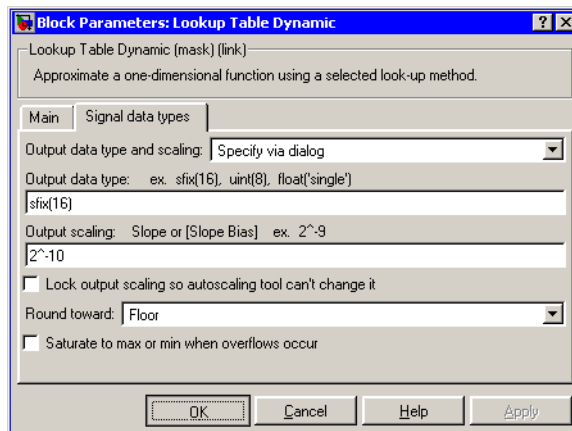 Block Parameters: Lookup Table Dynamic
Lookup Table Dynamic (mask) (link)
Approximate a one-dimensional function using a selected look-up method.
Main Signal data types
Output data type and scaling: Specify via dialog
Output data type: ex. sfix(16), uint(8), float('single')
sfix(16)
Output scaling: Slope or [Slope Bias] ex. 2^-9
2^-10
Lock output scaling so autoscaling tool can't change it
Round toward: Floor
Saturate to max or min when overflows occur
OK Cancel Help Apply